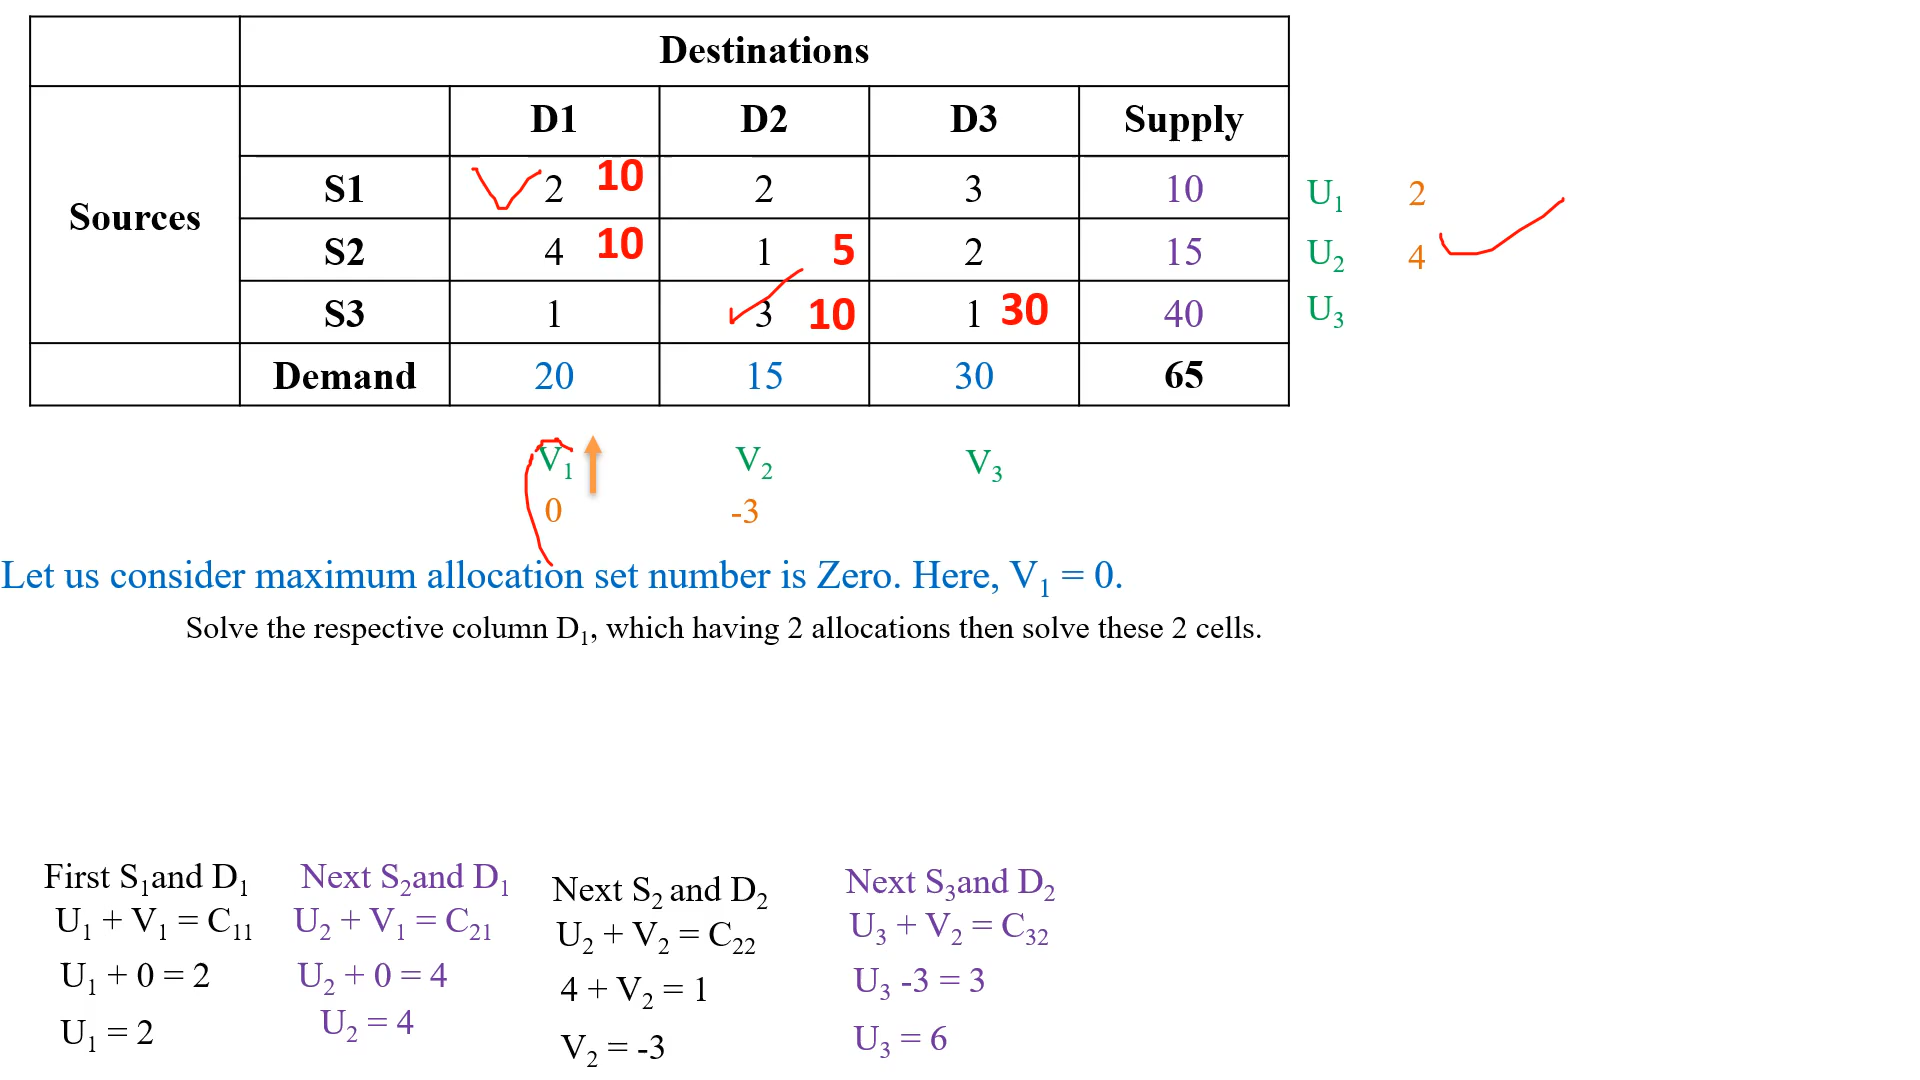 Destinations
D1 D2 D3 Supply
Sources
S1 2 10 2 3 10 U1 2
S2 4 10 1 5 2 15 U2 4
S3 1 3 10 1 30 40 U3
Demand 20 15 30 65
V1 V2 V3
0 -3
Let us consider maximum allocation set number is Zero. Here, V1 = 0.
Solve the respective column D1, which having 2 allocations then solve these 2 cells.
First S1and D1
U1 + V1 = C11
U1 + 0 = 2
U1 = 2
Next S2and D1
U2 + V1 = C21
U2 + 0 = 4
U2 = 4
Next S2 and D2
U2 + V2 = C22
4 + V2 = 1
V2 = -3
Next S3and D2
U3 + V2 = C32
U3 -3 = 3
U3 = 6